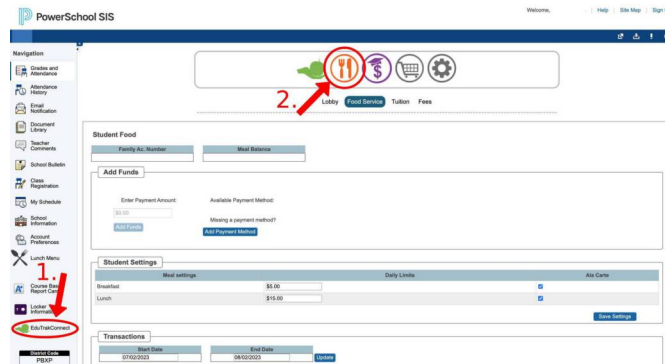 PowerSchool SIS
Welcome,
Help | Site Map | Sign
Navigation
Grades and
Attendance
Attendance
History
Email
Notification
Document
Library
Teacher
Comments
School Bulletin
Class
Registration
My Schedule
School
Information
Account
Preferences
Lunch Menu
1.
Course Bas
Report Car
Locker
Informatio
EduTrakConnect
District Code
PBXP
2.
Lobby Food Service Tuition Fees
Student Food
Family Ac. Number Meal Balance
Add Funds
Enter Payment Amount: Available Payment Method:
$0.00
Missing a payment method?
Add Funds Add Payment Method
Student Settings
Meal settings Daily Limits Ala Carte
Breakfast $5.00
Lunch $15.00
Save Settings
Transactions
Start Date End Date
07/02/2023 08/02/2023 Update